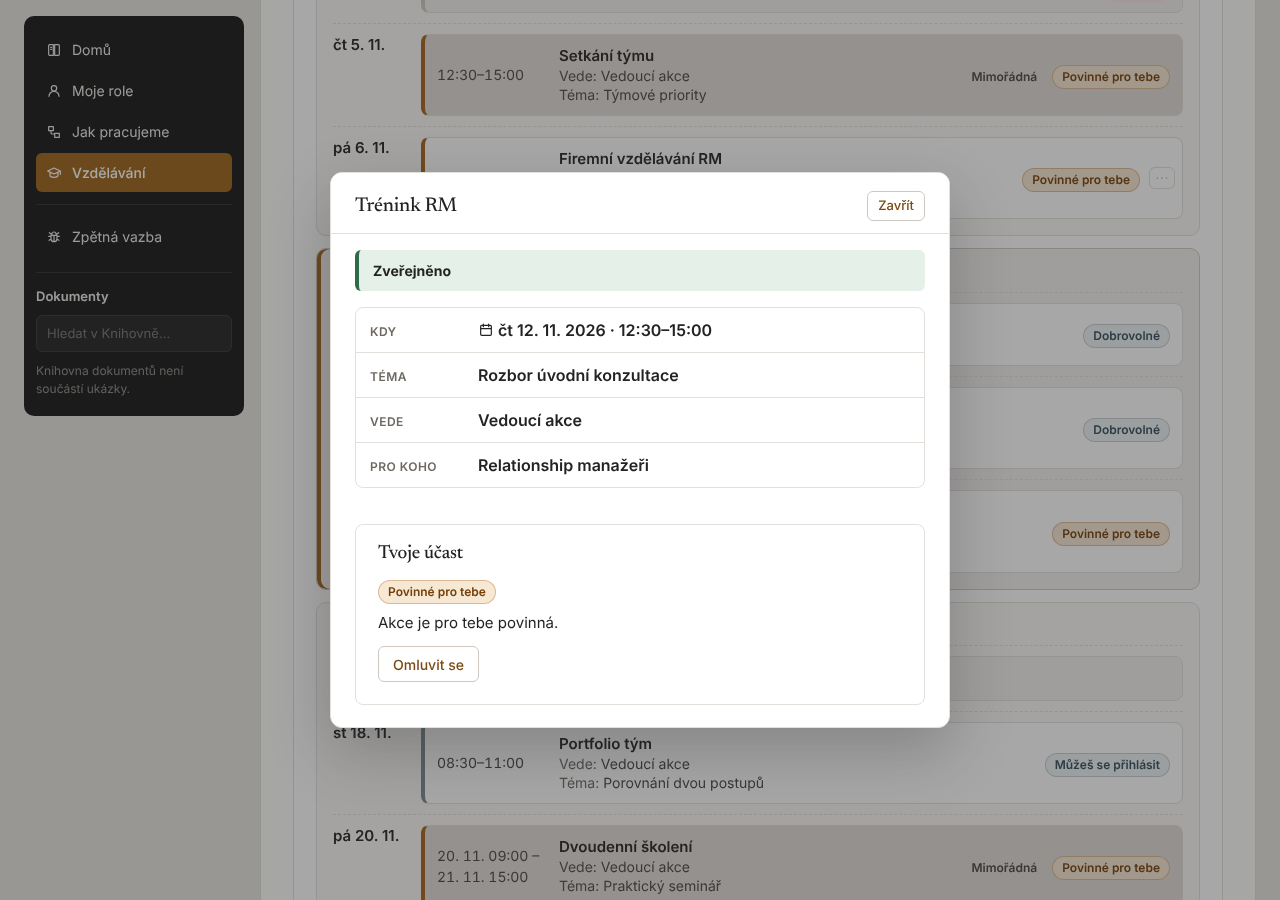 Domů
Moje role
Jak pracujeme
Vzdělávání
Zpětná vazba
Dokumenty
Hledat v Knihovně…
Knihovna dokumentů není
součástí ukázky.
čt 5. 11.
12:30–15:00
Setkání týmu
Vede: Vedoucí akce
Téma: Týmové priority
Mimořádná
Povinné pro tebe
pá 6. 11.
Firemní vzdělávání RM
Povinné pro tebe
···
Trénink RM
Zavřít
Zveřejněno
KDY
čt 12. 11. 2026 · 12:30–15:00
TÉMA
Rozbor úvodní konzultace
VEDE
Vedoucí akce
PRO KOHO
Relationship manažeři
Tvoje účast
Povinné pro tebe
Akce je pro tebe povinná.
Omluvit se
Dobrovolné
Dobrovolné
Povinné pro tebe
st 18. 11.
08:30–11:00
Portfolio tým
Vede: Vedoucí akce
Téma: Porovnání dvou postupů
Můžeš se přihlásit
pá 20. 11.
20. 11. 09:00 –
21. 11. 15:00
Dvoudenní školení
Vede: Vedoucí akce
Téma: Praktický seminář
Mimořádná
Povinné pro tebe